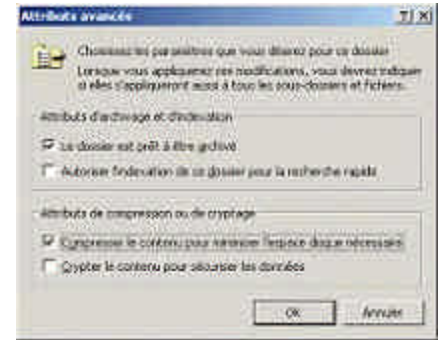 Attributs avancés
Choisissez les paramètres que vous désirez pour ce dossier
Lorsque vous appliquerez ces modifications, vous devrez indiquer
si elles s'appliqueront aussi à tous les sous-dossiers et fichiers.
Attributs d'archivage et d'indexation
Le dossier est prêt à être archivé
Autoriser l'indexation de ce dossier pour la recherche rapide
Attributs de compression ou de cryptage
Compresser le contenu pour minimiser l'espace disque nécessaire
Crypter le contenu pour sécuriser les données
OK
Annuler